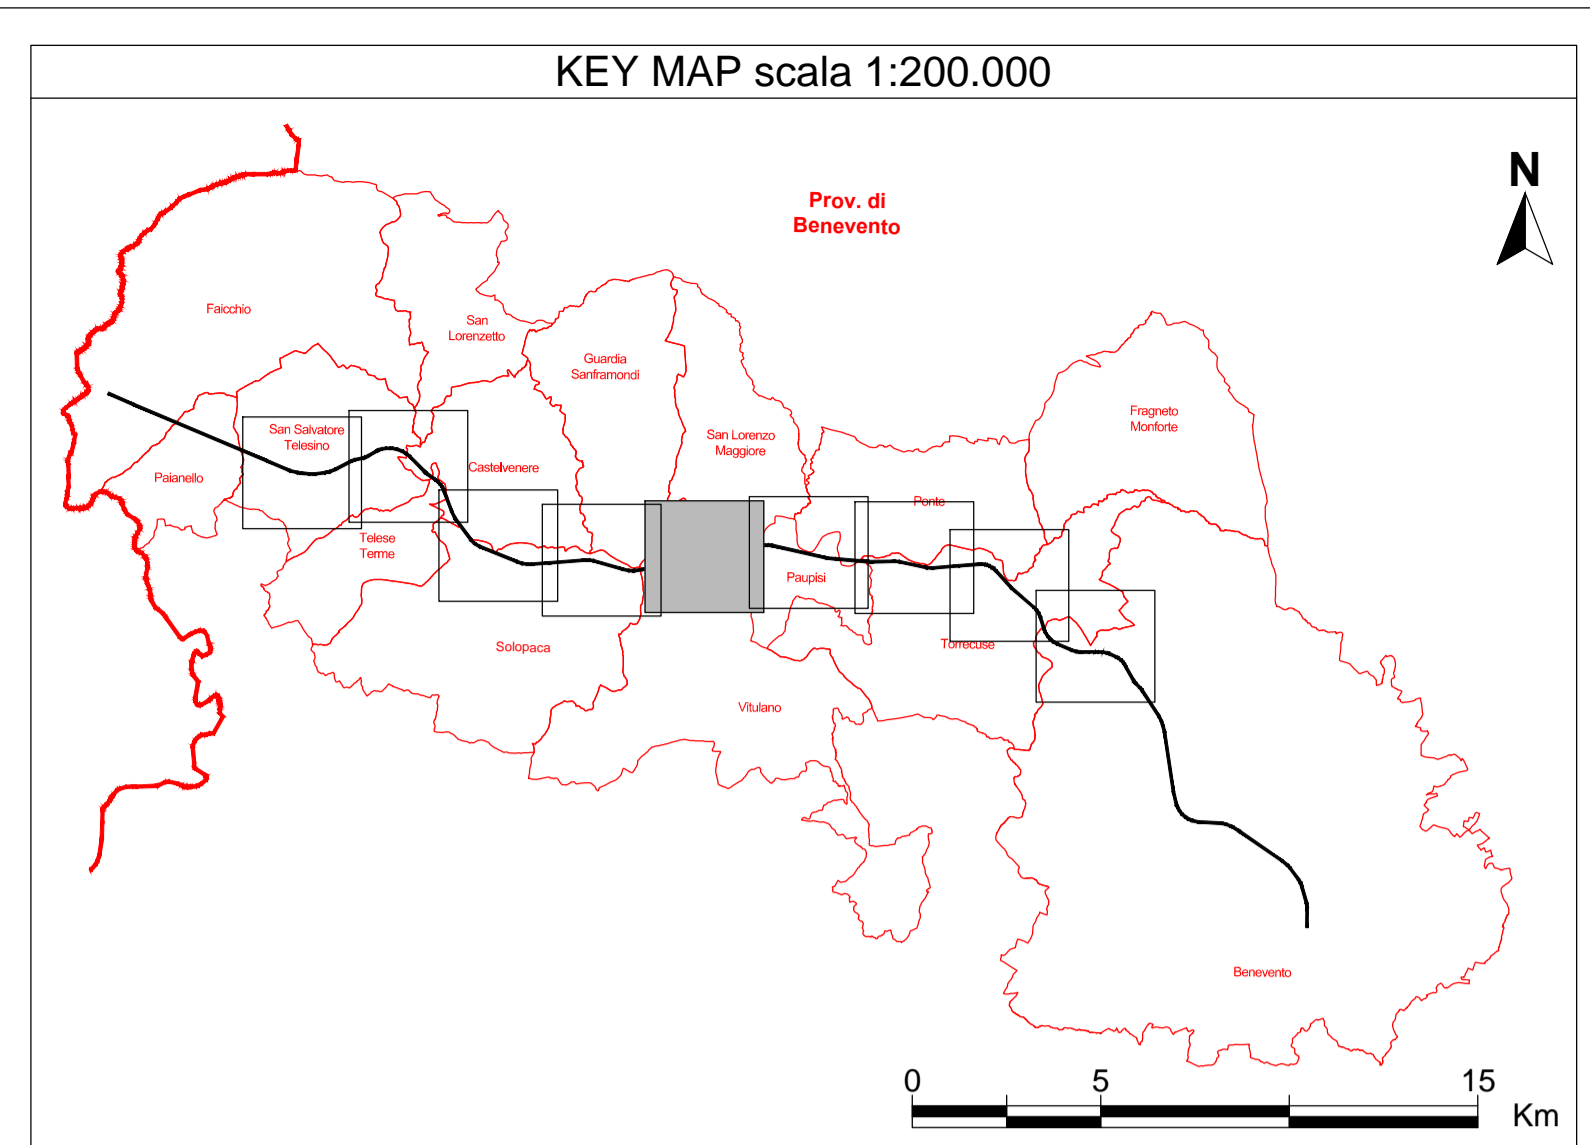 KEY MAP scala 1:200.000
N
Prov. di
Benevento
Faicchio
San
Lorenzetto
Guardia
Sanframondi
San Salvatore
Telesino
Paianello
Castelvenere
San Lorenzo
Maggiore
Fragneto
Monforte
Ponte
Telese
Terme
Paupisi
Solopaca
Torrecuse
Vitulano
Benevento
0 5 15
Km